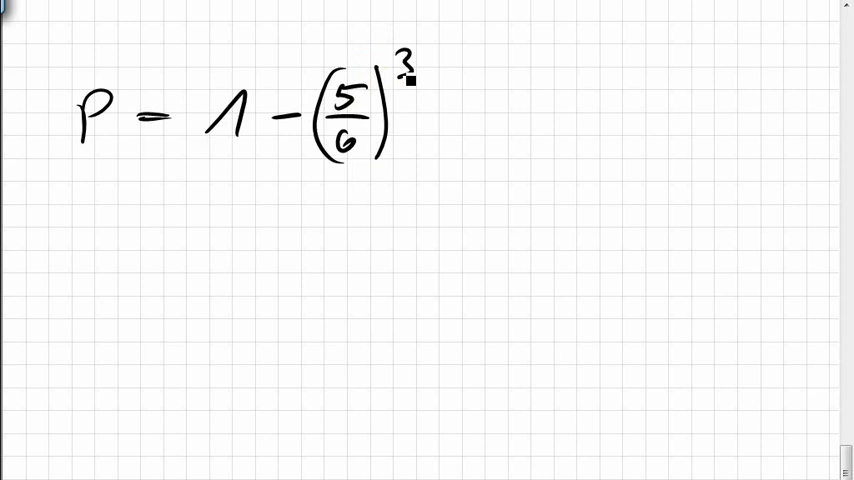 P = 1 - (5/6)^3